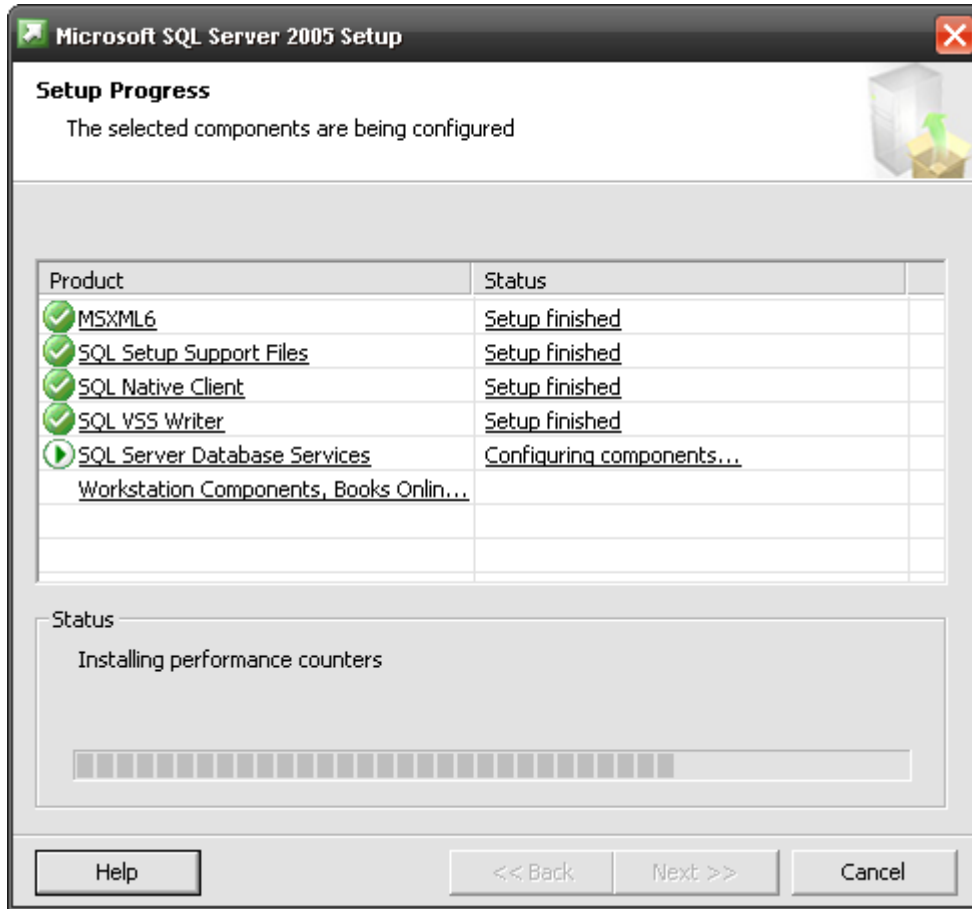 Microsoft SQL Server 2005 Setup
Setup Progress
The selected components are being configured
Product Status
MSXML6 Setup finished
SQL Setup Support Files Setup finished
SQL Native Client Setup finished
SQL VSS Writer Setup finished
SQL Server Database Services Configuring components...
Workstation Components, Books Onlin...
Status
Installing performance counters
Help << Back Next >> Cancel